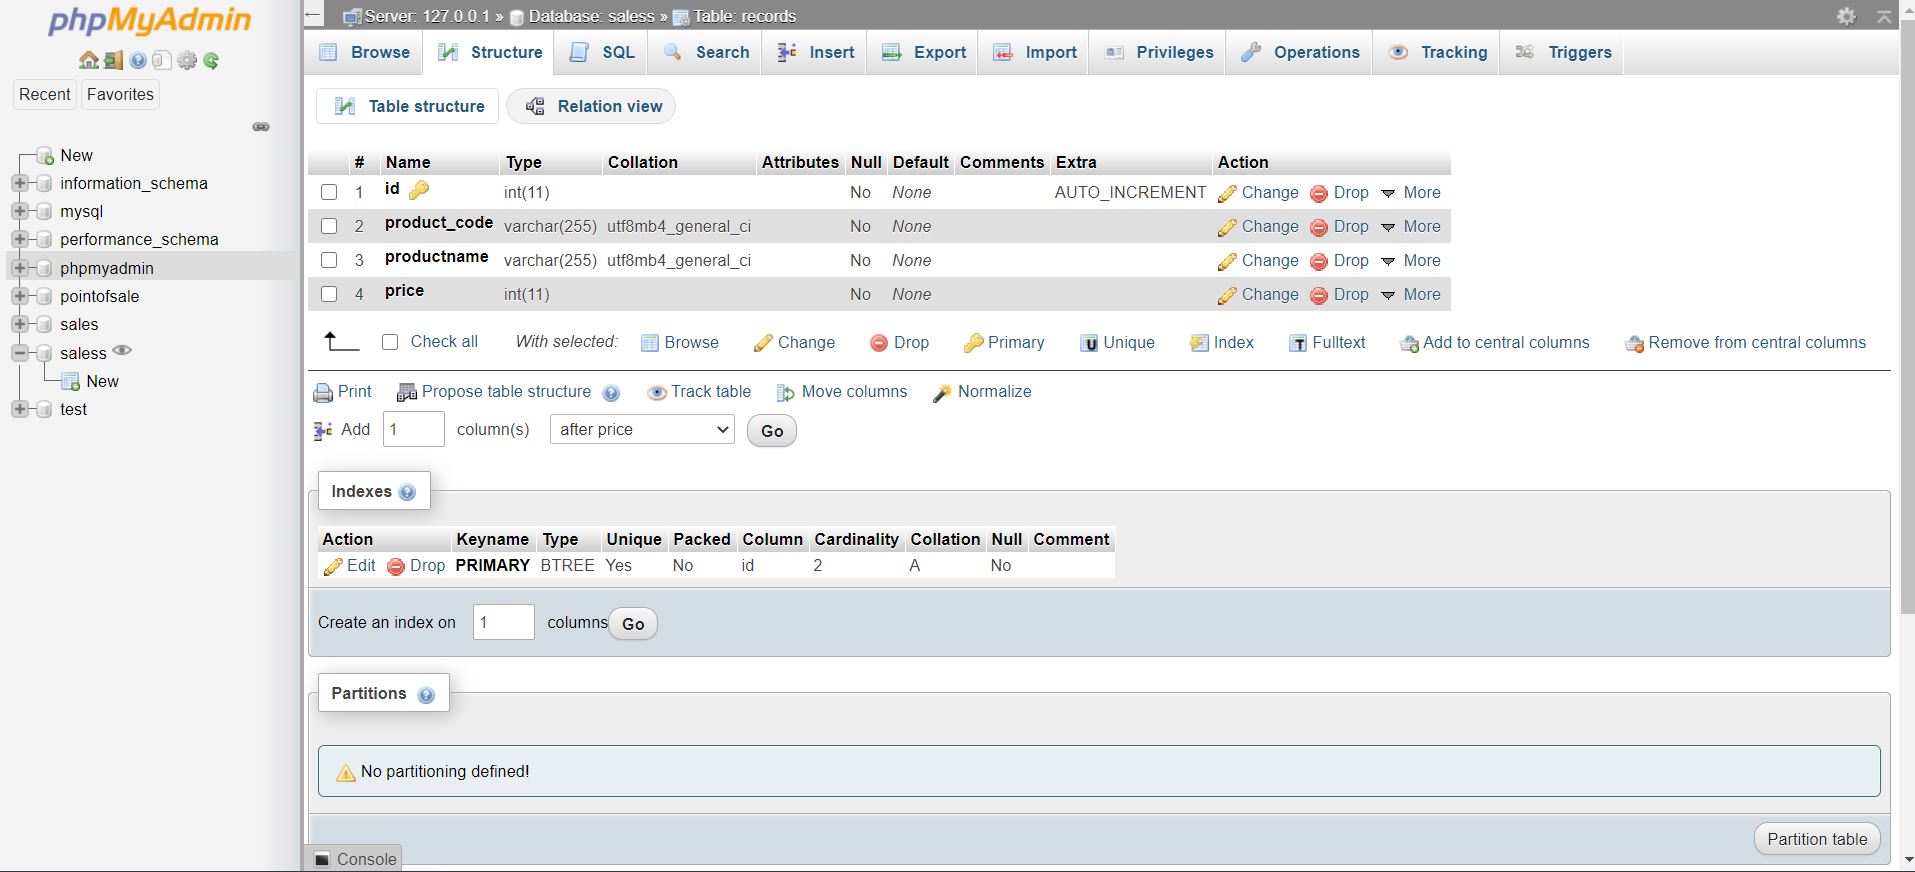 phpMyAdmin
Recent Favorites
New
information_schema
mysql
performance_schema
phpmyadmin
pointofsale
sales
saless
New
test
Server: 127.0.0.1 » Database: saless » Table: records
Browse Structure SQL Search Insert Export Import Privileges Operations Tracking Triggers
Table structure Relation view
# Name Type Collation Attributes Null Default Comments Extra Action
1 id int(11) No None AUTO_INCREMENT Change Drop More
2 product_code varchar(255) utf8mb4_general_ci No None Change Drop More
3 productname varchar(255) utf8mb4_general_ci No None Change Drop More
4 price int(11) No None Change Drop More
Check all With selected: Browse Change Drop Primary Unique Index Fulltext Add to central columns Remove from central columns
Print Propose table structure Track table Move columns Normalize
Add 1 column(s) after price Go
Indexes
Action Keyname Type Unique Packed Column Cardinality Collation Null Comment
Edit Drop PRIMARY BTREE Yes No id 2 A No
Create an index on 1 columns Go
Partitions
No partitioning defined!
Partition table
Console